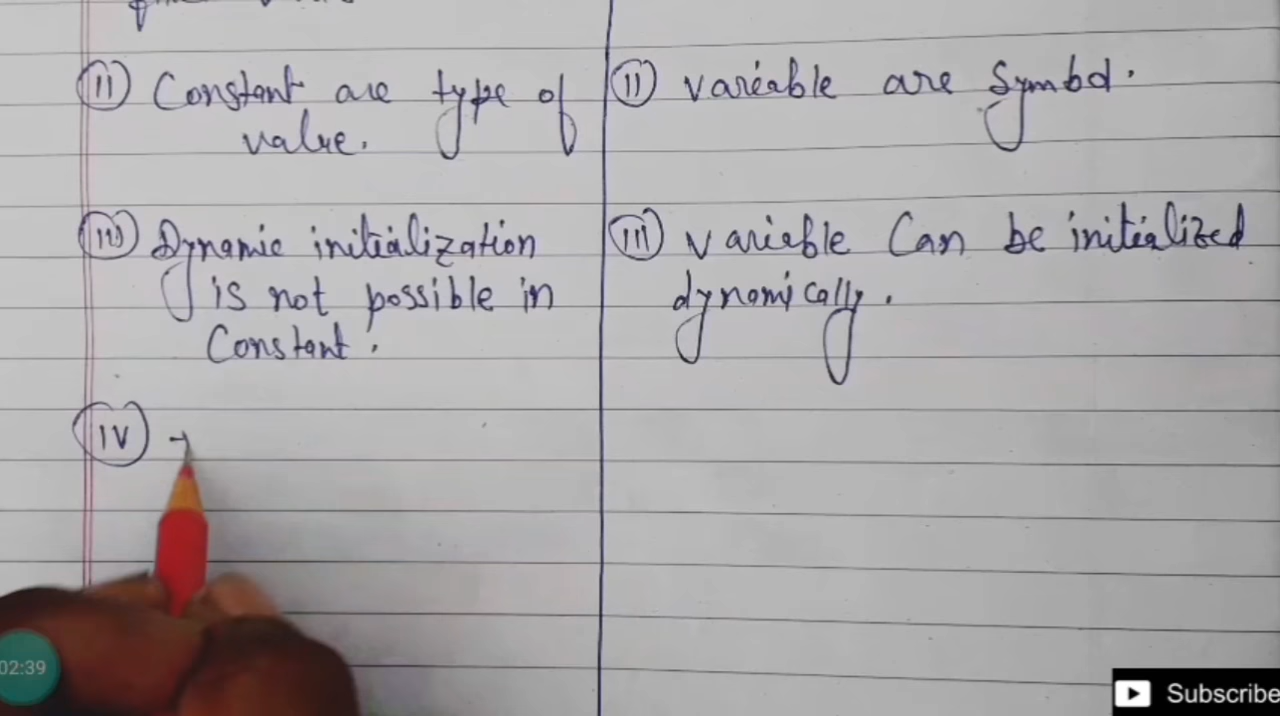 (II) Constant are type of
value.
(III) Dynamic initialization
is not possible in
Constant.
(IV)
(II) variable are Symbol.
(III) variable Can be initialized
dynamically.
02:39
Subscribe